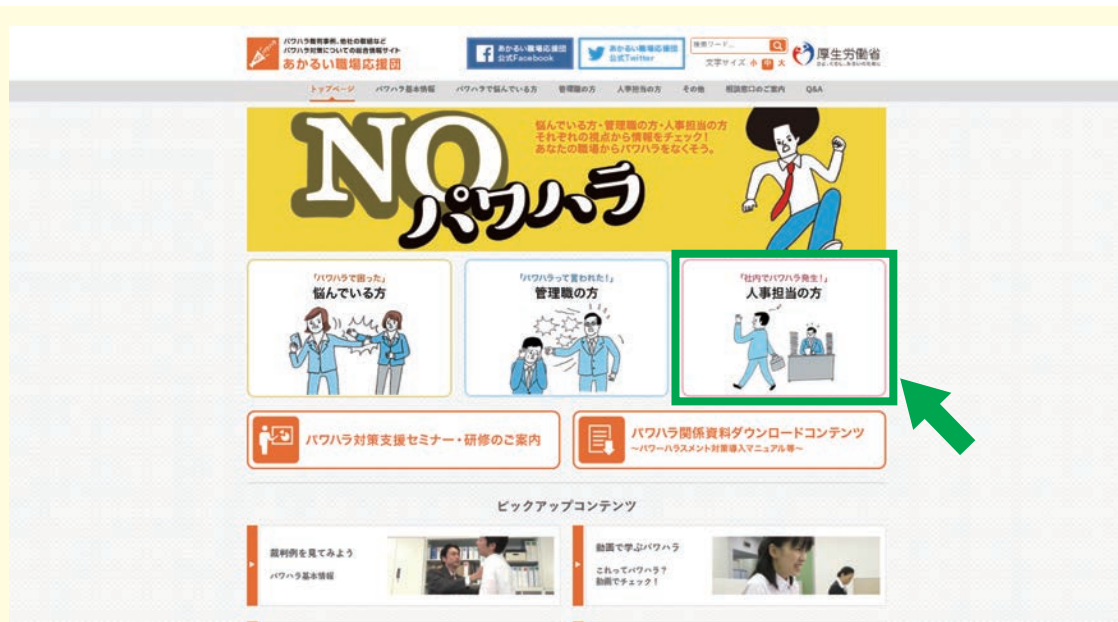 パワハラ裁判事例、他社の取組など
パワハラ対策についての総合情報サイト
あかるい職場応援団
あかるい職場応援団
公式Facebook
あかるい職場応援団
公式Twitter
検索ワード...
文字サイズ 小 中 大
厚生労働省
ひと、くらし、みらいのために
トップページ パワハラ基本情報 パワハラで悩んでいる方 管理職の方 人事担当の方 その他 相談窓口のご案内 Q&A
NO
パワハラ
悩んでいる方・管理職の方・人事担当の方
それぞれの視点から情報をチェック!
あなたの職場からパワハラをなくそう。
「パワハラで困った」
悩んでいる方
「パワハラって言われた!」
管理職の方
「社内でパワハラ発生!」
人事担当の方
パワハラ対策支援セミナー・研修のご案内
パワハラ関係資料ダウンロードコンテンツ
〜パワーハラスメント対策導入マニュアル等〜
ピックアップコンテンツ
裁判例を見てみよう
パワハラ基本情報
動画で学ぶパワハラ
これってパワハラ?
動画でチェック!